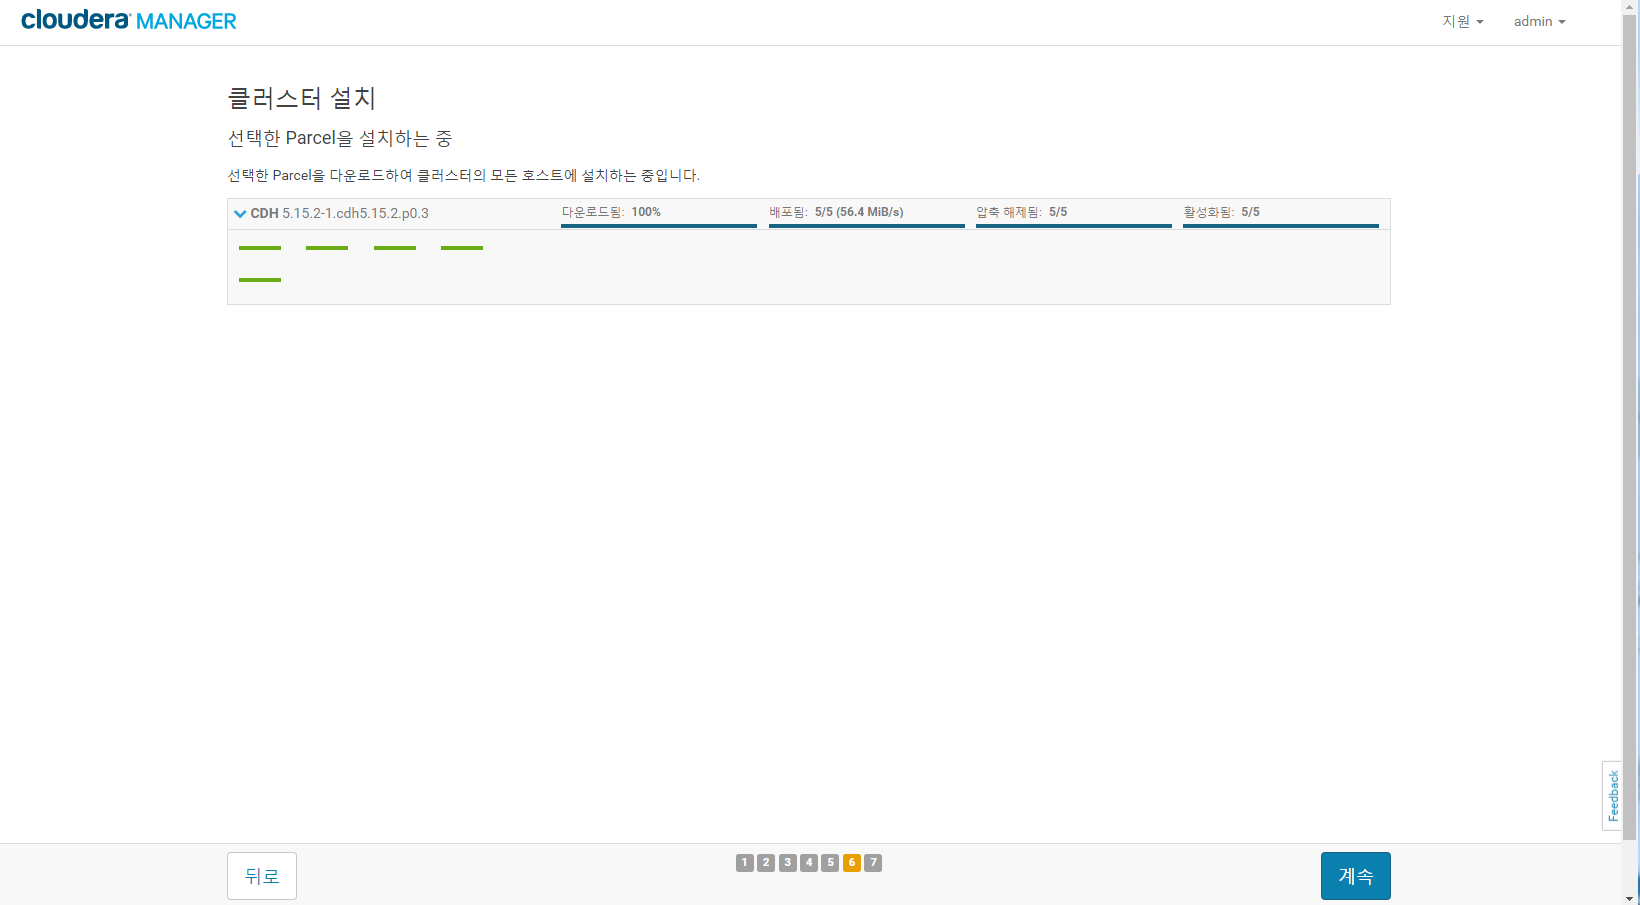 cloudera MANAGER
지원 admin
클러스터 설치
선택한 Parcel을 설치하는 중
선택한 Parcel을 다운로드하여 클러스터의 모든 호스트에 설치하는 중입니다.
CDH 5.15.2-1.cdh5.15.2.p0.3 다운로드됨: 100% 배포됨: 5/5 (56.4 MiB/s) 압축 해제됨: 5/5 활성화됨: 5/5
Feedback
뒤로 1 2 3 4 5 6 7 계속